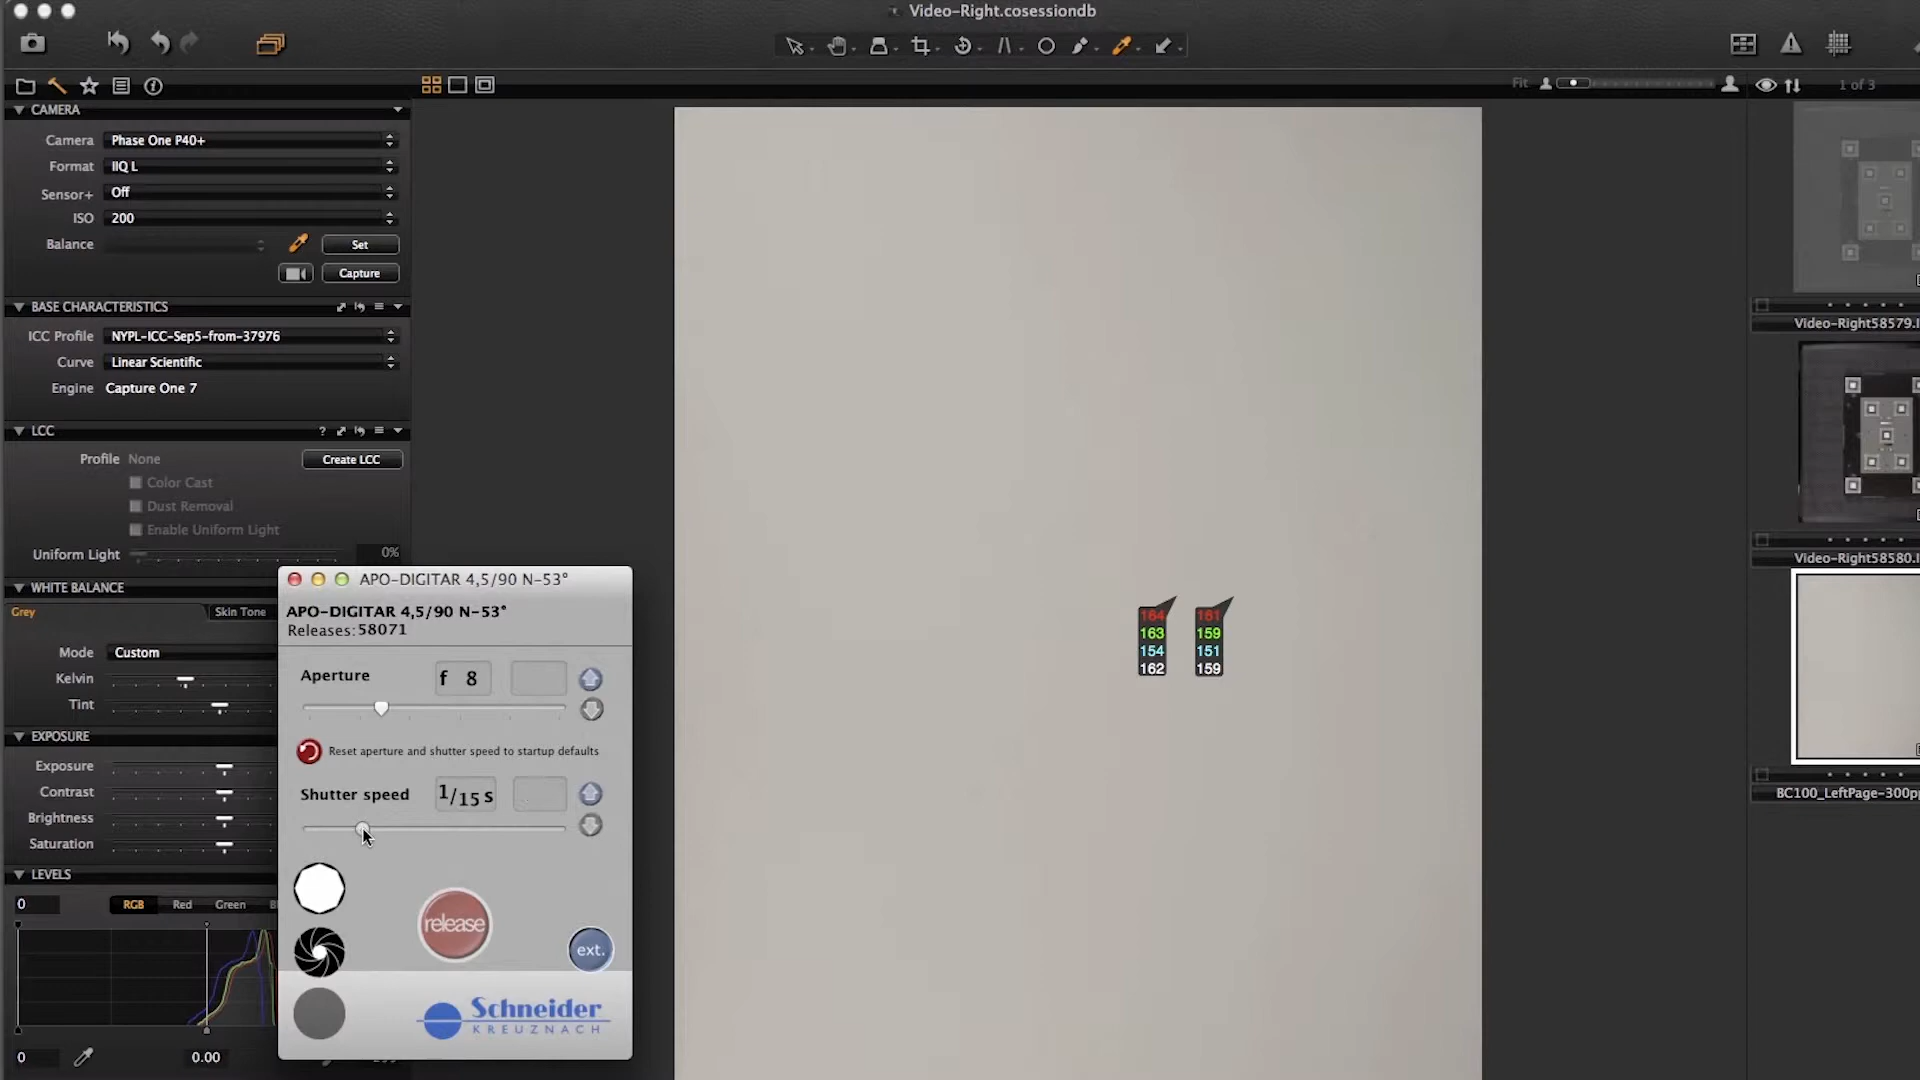 Video-Right.cosessiondb
Fit
1 of 3
CAMERA
Camera Phase One P40+
Format IIQ L
Sensor+ Off
ISO 200
Balance Set
Capture
BASE CHARACTERISTICS
ICC Profile NYPL-ICC-Sep5-from-37976
Curve Linear Scientific
Engine Capture One 7
LCC ?
Profile None Create LCC
Color Cast
Dust Removal
Enable Uniform Light
Uniform Light 0%
WHITE BALANCE
Grey Skin Tone
Mode Custom
Kelvin
Tint
EXPOSURE
Exposure
Contrast
Brightness
Saturation
LEVELS
0 RGB Red Green
0 0.00
APO-DIGITAR 4,5/90 N-53°
APO-DIGITAR 4,5/90 N-53°
Releases: 58071
Aperture f 8
Reset aperture and shutter speed to startup defaults
Shutter speed 1/15 s
release
ext.
Schneider
KREUZNACH
164 161
163 159
154 151
162 159
Video-Right58579.I
Video-Right58580.I
BC100_LeftPage-300pp